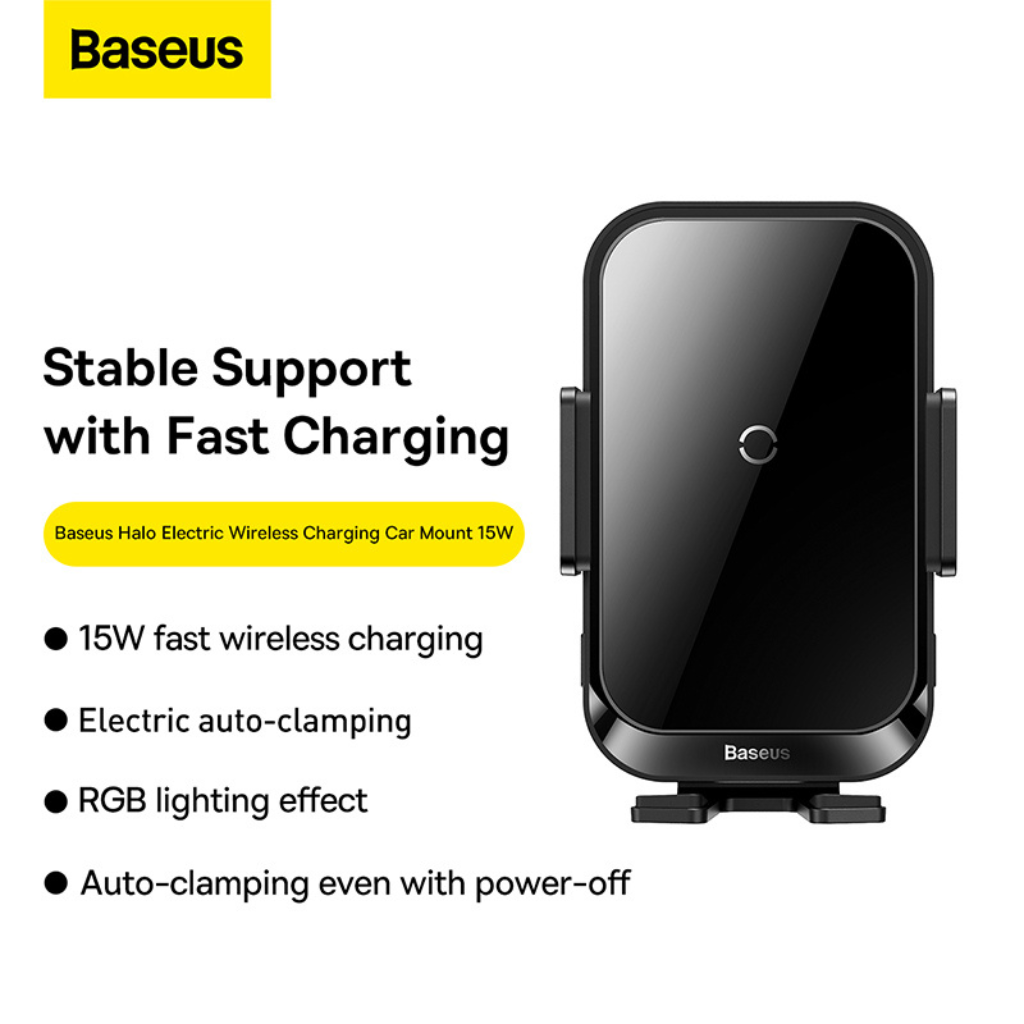 Baseus
Stable Support
with Fast Charging
Baseus Halo Electric Wireless Charging Car Mount 15W
● 15W fast wireless charging
● Electric auto-clamping
● RGB lighting effect
● Auto-clamping even with power-off
Baseus